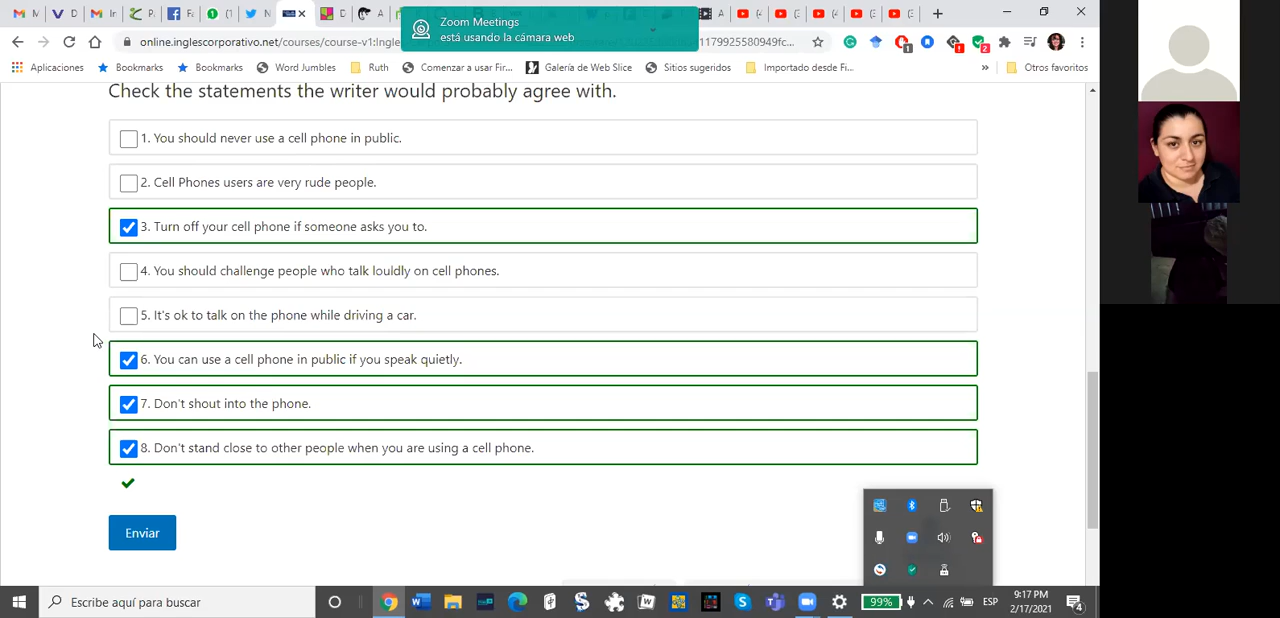 Zoom Meetings
está usando la cámara web
online.inglescorporativo.net/courses/course-v1:Ingle
1179925580949fc...
Aplicaciones
Bookmarks
Bookmarks
Word Jumbles
Ruth
Comenzar a usar Fir...
Galería de Web Slice
Sitios sugeridos
Importado desde Fi...
»
Otros favoritos
Check the statements the writer would probably agree with.
1. You should never use a cell phone in public.
2. Cell Phones users are very rude people.
3. Turn off your cell phone if someone asks you to.
4. You should challenge people who talk louldly on cell phones.
5. It's ok to talk on the phone while driving a car.
6. You can use a cell phone in public if you speak quietly.
7. Don't shout into the phone.
8. Don't stand close to other people when you are using a cell phone.
Enviar
Escribe aquí para buscar
99%
ESP
9:17 PM
2/17/2021
4